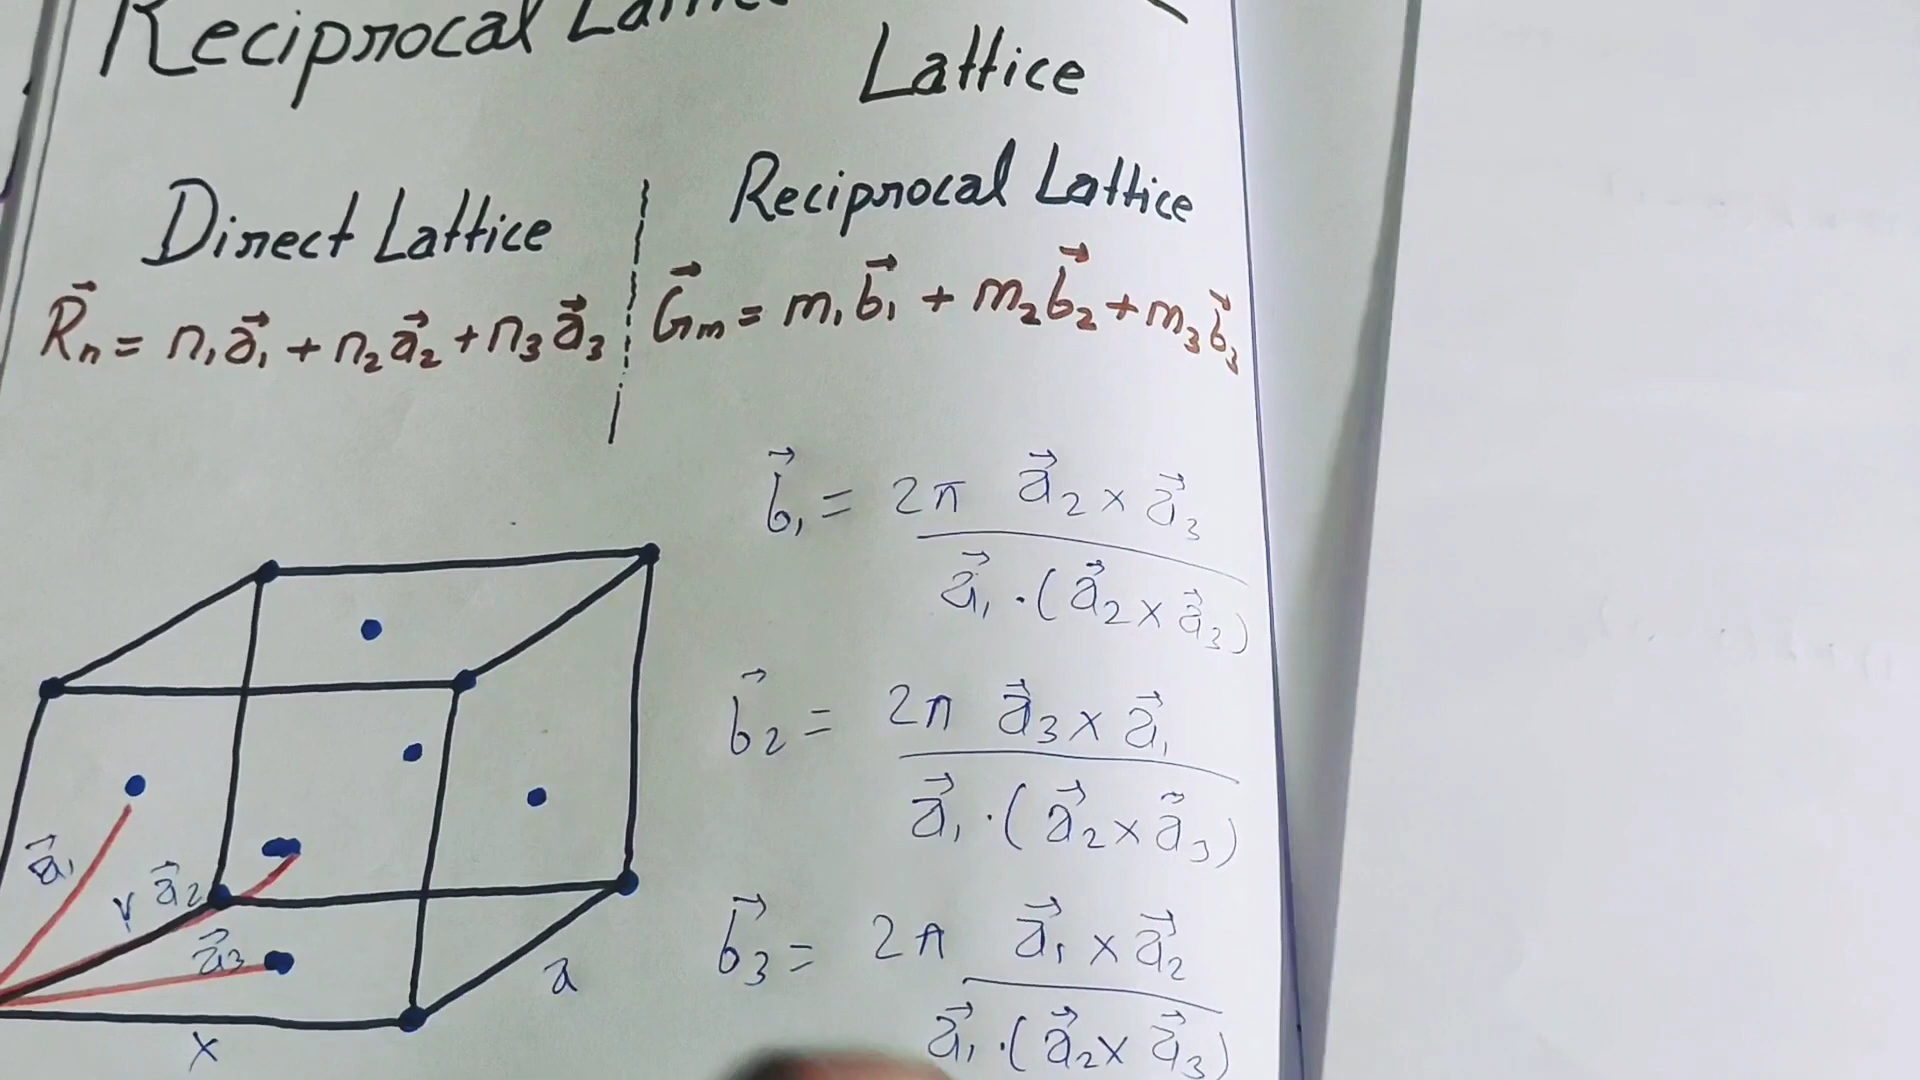 Reciprocal Lattice
Lattice
Direct Lattice
R⃗n = n₁a⃗₁ + n₂a⃗₂ + n₃a⃗₃
Reciprocal Lattice
G⃗m = m₁b⃗₁ + m₂b⃗₂ + m₃b⃗₃
b⃗₁ = 2π a⃗₂ × a⃗₃
a⃗₁ · (a⃗₂ × a⃗₃)
b⃗₂ = 2π a⃗₃ × a⃗₁
a⃗₁ · (a⃗₂ × a⃗₃)
b⃗₃ = 2π a⃗₁ × a⃗₂
a⃗₁ · (a⃗₂ × a⃗₃)
a⃗₁
Y
a⃗₂
a⃗₃
a
x